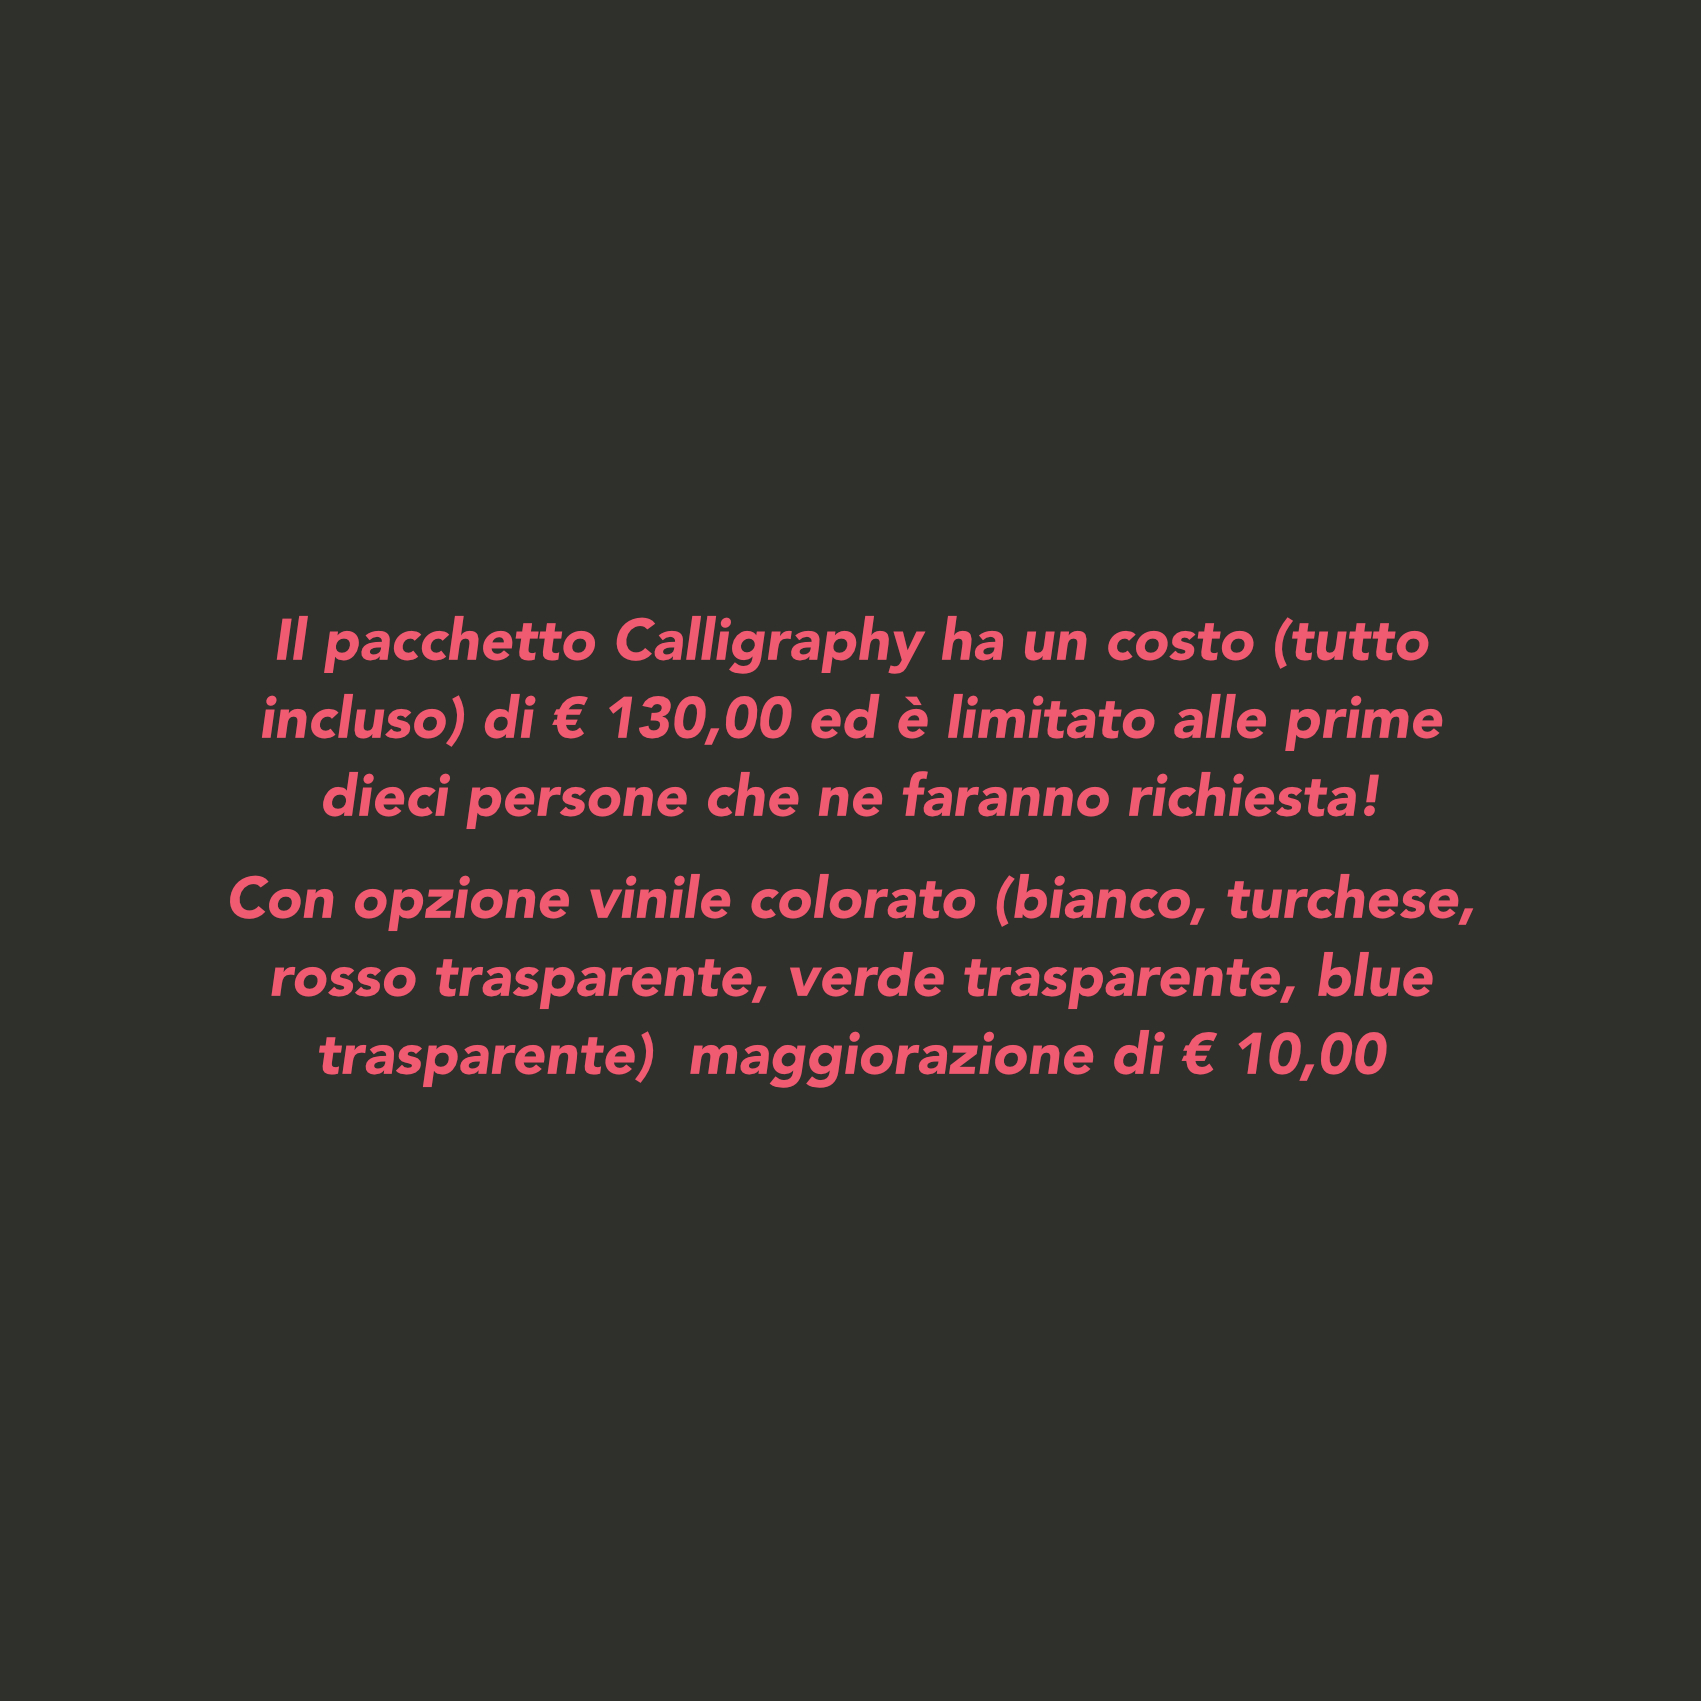 Il pacchetto Calligraphy ha un costo (tutto
incluso) di € 130,00 ed è limitato alle prime
dieci persone che ne faranno richiesta!
Con opzione vinile colorato (bianco, turchese,
rosso trasparente, verde trasparente, blue
trasparente)  maggiorazione di € 10,00